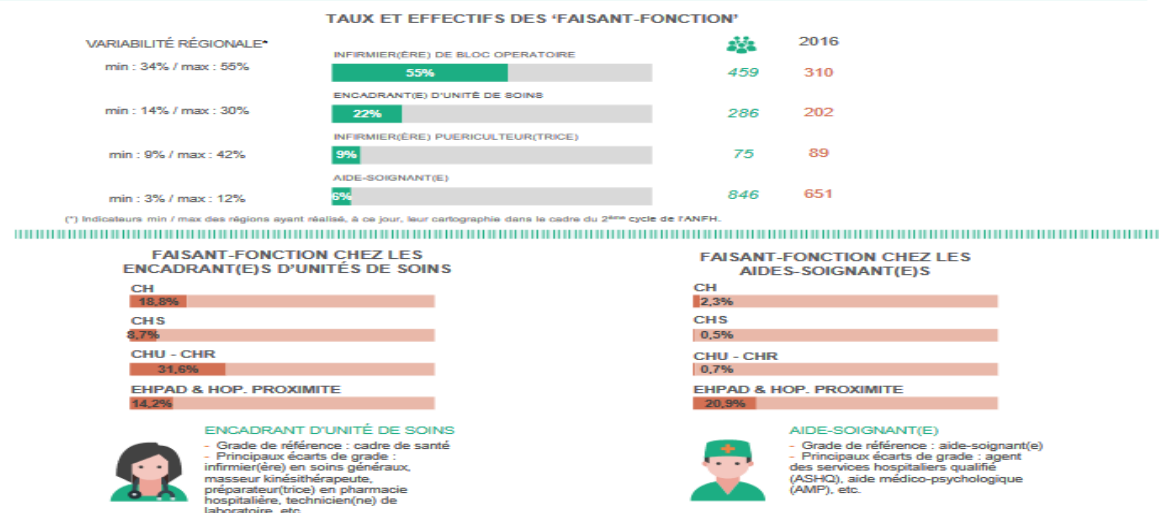 TAUX ET EFFECTIFS DES ‘FAISANT-FONCTION’
VARIABILITÉ RÉGIONALE*
2016
INFIRMIER(ÈRE) DE BLOC OPERATOIRE
min : 34% / max : 55%
55%
459
310
ENCADRANT(E) D'UNITÉ DE SOINS
min : 14% / max : 30%
22%
286
202
INFIRMIER(ÈRE) PUERICULTEUR(TRICE)
min : 9% / max : 42%
9%
75
89
AIDE-SOIGNANT(E)
min : 3% / max : 12%
6%
846
651
(*) Indicateurs min / max des régions ayant réalisé, à ce jour, leur cartographie dans le cadre du 2ème cycle de l'ANFH.
FAISANT-FONCTION CHEZ LES
ENCADRANT(E)S D'UNITÉS DE SOINS
CH
18,8%
CHS
8,7%
CHU - CHR
31,6%
EHPAD & HOP. PROXIMITE
14,2%
ENCADRANT D'UNITÉ DE SOINS
- Grade de référence : cadre de santé
- Principaux écarts de grade :
infirmier(ère) en soins généraux,
masseur kinésithérapeute,
préparateur(trice) en pharmacie
hospitalière, technicien(ne) de
laboratoire, etc.
FAISANT-FONCTION CHEZ LES
AIDES-SOIGNANT(E)S
CH
2,3%
CHS
0,5%
CHU - CHR
0,7%
EHPAD & HOP. PROXIMITE
20,9%
AIDE-SOIGNANT(E)
- Grade de référence : aide-soignant(e)
- Principaux écarts de grade : agent
des services hospitaliers qualifié
(ASHQ), aide médico-psychologique
(AMP), etc.